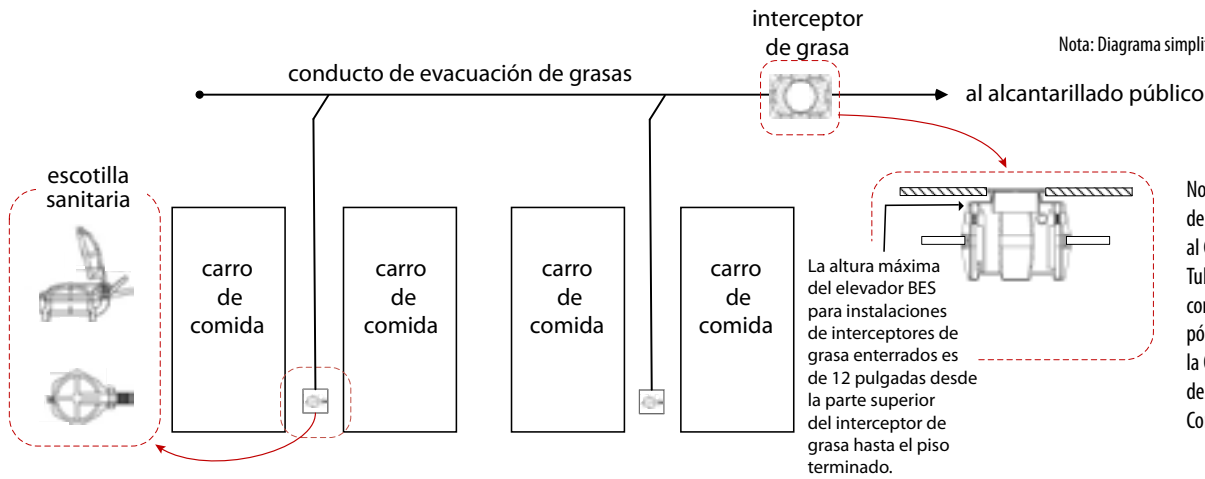 interceptor
de grasa
Nota: Diagrama
conducto de evacuación de grasas
al alcantarillado público
escotilla
sanitaria
carro
de
comida
carro
de
comida
carro
de
comida
carro
de
comida
La altura máxima
del elevador BES
para instalaciones
de interceptores de
grasa enterrados es
de 12 pulgadas desde
la parte superior
del interceptor de
grasa hasta el piso
terminado.
No
de
al
Tu
co
pó
la
de
Co